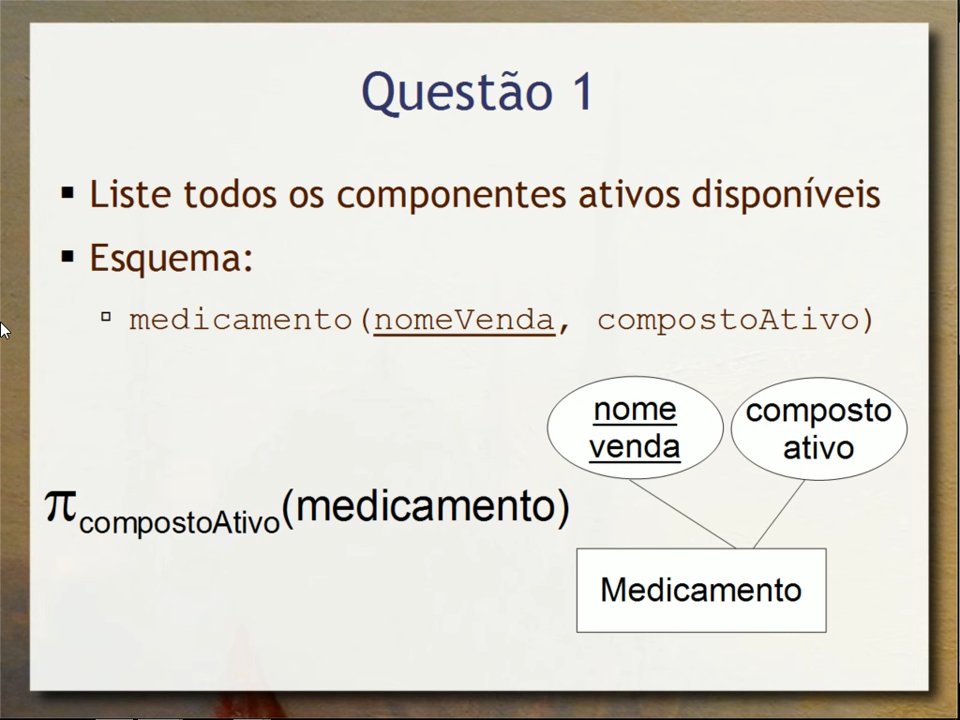 Questão 1
Liste todos os componentes ativos disponíveis
Esquema:
medicamento(nomeVenda, compostoAtivo)
nome
venda
composto
ativo
πcompostoAtivo(medicamento)
Medicamento